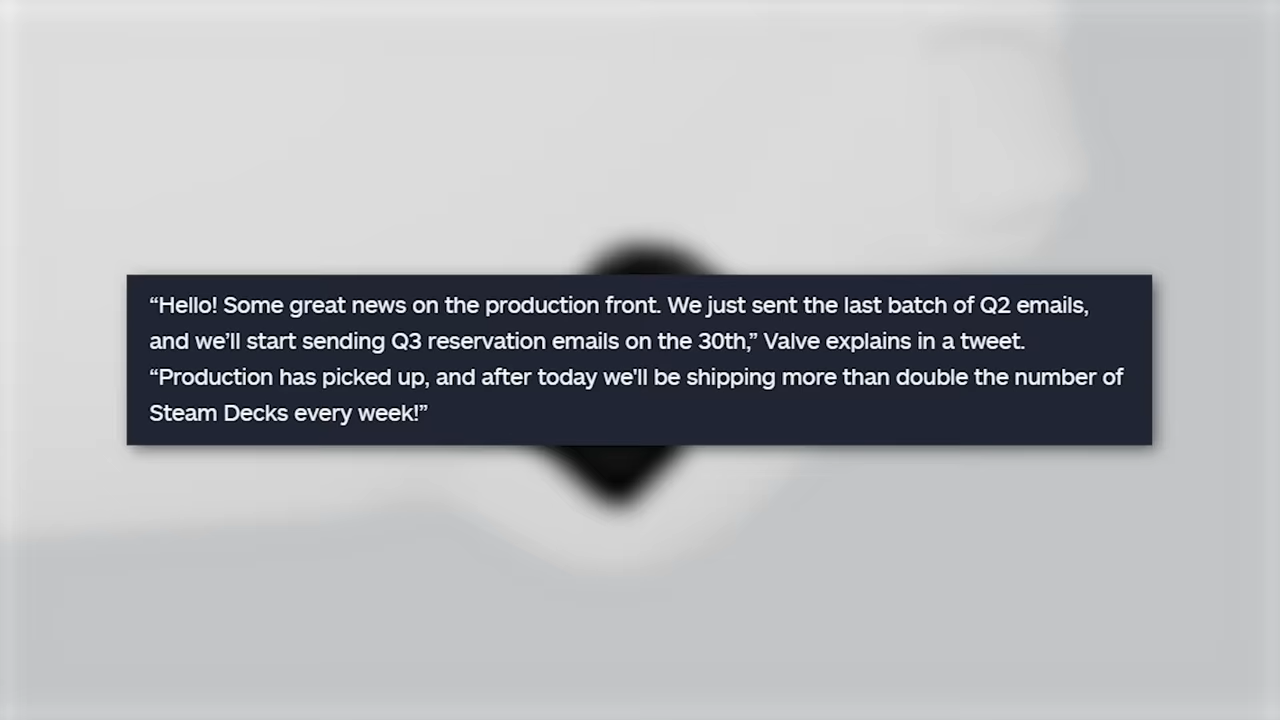 “Hello! Some great news on the production front. We just sent the last batch of Q2 emails,
and we’ll start sending Q3 reservation emails on the 30th,” Valve explains in a tweet.
“Production has picked up, and after today we'll be shipping more than double the number of
Steam Decks every week!”